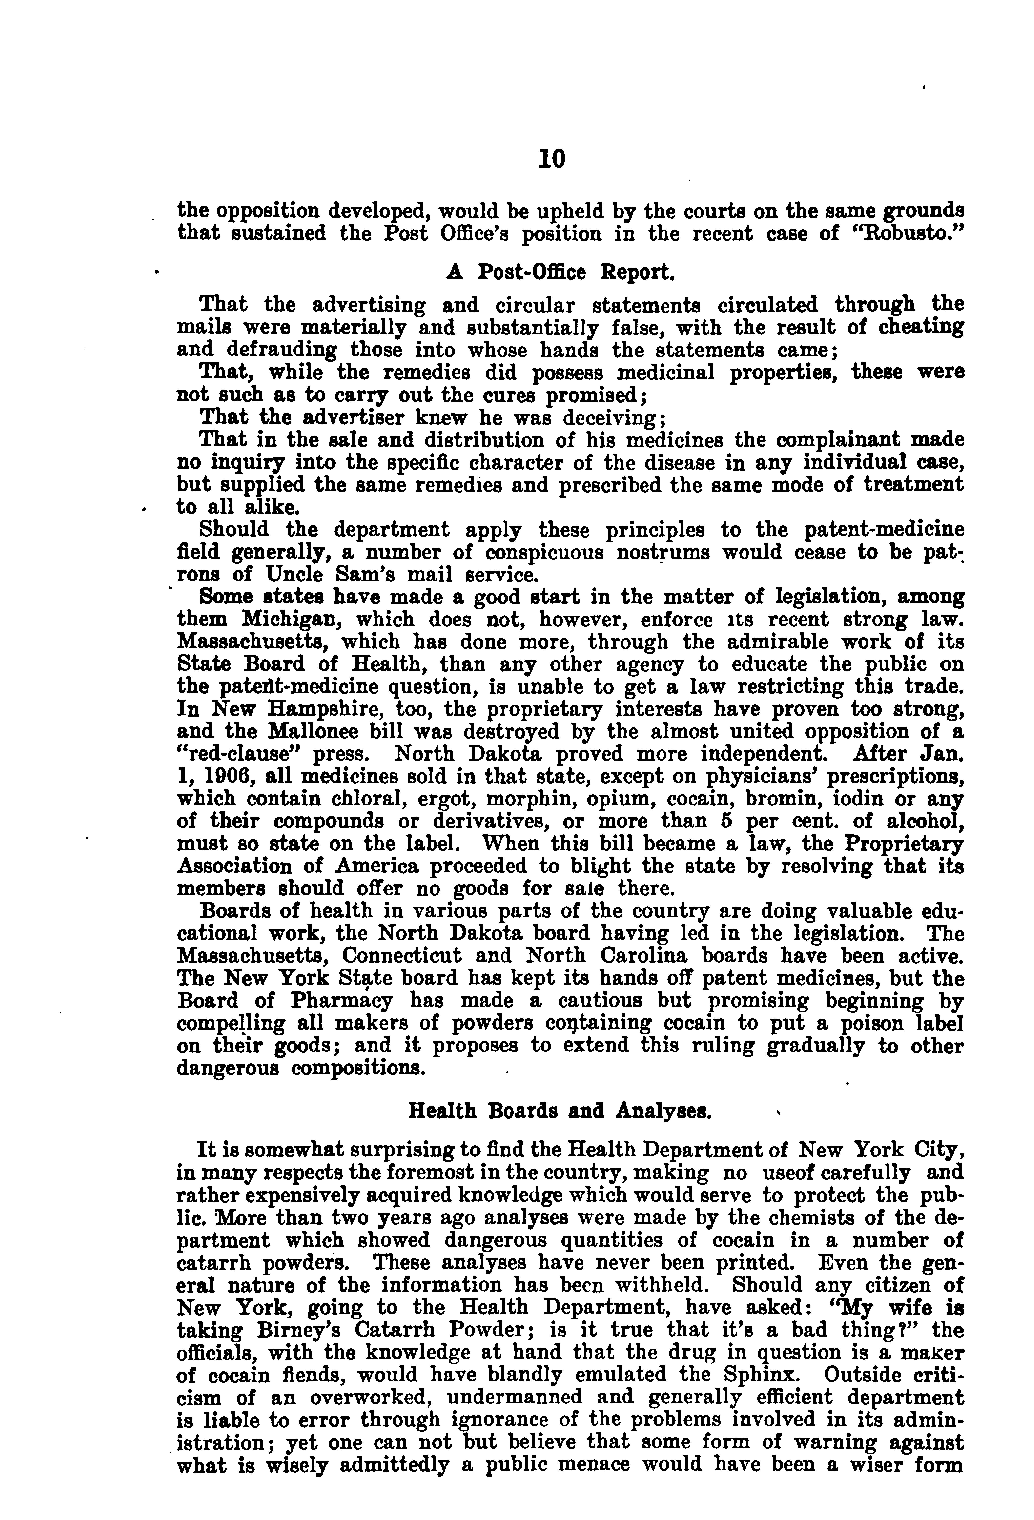 10
the opposition developed, would be upheld by the courts on the same grounds
that sustained the Post Office's position in the recent case of "Robusto."
A Post-Office Report.
That the advertising and circular statements circulated through the
mails were materially and substantially false, with the result of cheating
and defrauding those into whose hands the statements came;
That, while the remedies did possess medicinal properties, these were
not such as to carry out the cures promised;
That the advertiser knew he was deceiving;
That in the sale and distribution of his medicines the complainant made
no inquiry into the specific character of the disease in any individual case,
but supplied the same remedies and prescribed the same mode of treatment
to all alike.
Should the department apply these principles to the patent-medicine
field generally, a number of conspicuous nostrums would cease to be pat-
rons of Uncle Sam's mail service.
Some states have made a good start in the matter of legislation, among
them Michigan, which does not, however, enforce its recent strong law.
Massachusetts, which has done more, through the admirable work of its
State Board of Health, than any other agency to educate the public on
the patent-medicine question, is unable to get a law restricting this trade.
In New Hampshire, too, the proprietary interests have proven too strong,
and the Mallonee bill was destroyed by the almost united opposition of a
"red-clause" press. North Dakota proved more independent. After Jan.
1, 1906, all medicines sold in that state, except on physicians' prescriptions,
which contain chloral, ergot, morphin, opium, cocain, bromin, iodin or any
of their compounds or derivatives, or more than 5 per cent. of alcohol,
must so state on the label. When this bill became a law, the Proprietary
Association of America proceeded to blight the state by resolving that its
members should offer no goods for sale there.
Boards of health in various parts of the country are doing valuable edu-
cational work, the North Dakota board having led in the legislation. The
Massachusetts, Connecticut and North Carolina boards have been active.
The New York State board has kept its hands off patent medicines, but the
Board of Pharmacy has made a cautious but promising beginning by
compelling all makers of powders containing cocain to put a poison label
on their goods; and it proposes to extend this ruling gradually to other
dangerous compositions.
Health Boards and Analyses.
It is somewhat surprising to find the Health Department of New York City,
in many respects the foremost in the country, making no useof carefully and
rather expensively acquired knowledge which would serve to protect the pub-
lic. More than two years ago analyses were made by the chemists of the de-
partment which showed dangerous quantities of cocain in a number of
catarrh powders. These analyses have never been printed. Even the gen-
eral nature of the information has been withheld. Should any citizen of
New York, going to the Health Department, have asked: "My wife is
taking Birney's Catarrh Powder; is it true that it's a bad thing?" the
officials, with the knowledge at hand that the drug in question is a maker
of cocain fiends, would have blandly emulated the Sphinx. Outside criti-
cism of an overworked, undermanned and generally efficient department
is liable to error through ignorance of the problems involved in its admin-
istration; yet one can not but believe that some form of warning against
what is wisely admittedly a public menace would have been a wiser form